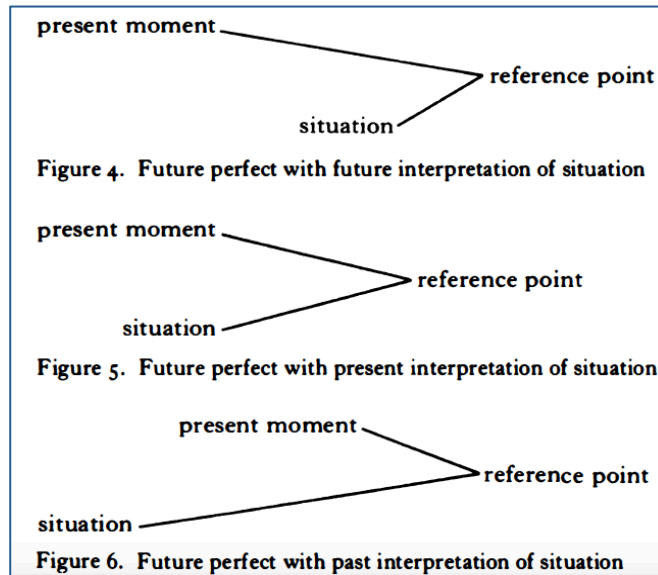 present moment
reference point
situation
Figure 4. Future perfect with future interpretation of situation
present moment
reference point
situation
Figure 5. Future perfect with present interpretation of situation
present moment
reference point
situation
Figure 6. Future perfect with past interpretation of situation